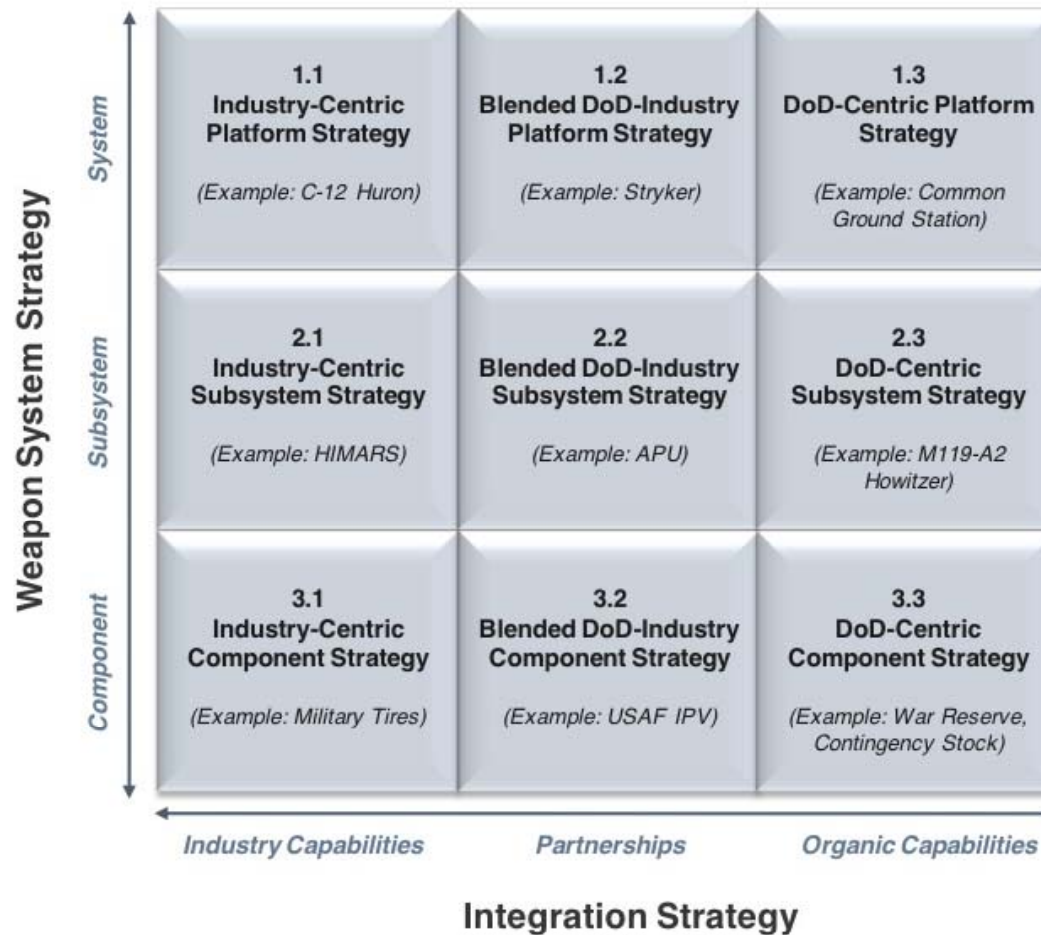 Weapon System Strategy
System
1.1
Industry-Centric
Platform Strategy
(Example: C-12 Huron)
1.2
Blended DoD-Industry
Platform Strategy
(Example: Stryker)
1.3
DoD-Centric Platform
Strategy
(Example: Common
Ground Station)
Subsystem
2.1
Industry-Centric
Subsystem Strategy
(Example: HIMARS)
2.2
Blended DoD-Industry
Subsystem Strategy
(Example: APU)
2.3
DoD-Centric
Subsystem Strategy
(Example: M119-A2
Howitzer)
Component
3.1
Industry-Centric
Component Strategy
(Example: Military Tires)
3.2
Blended DoD-Industry
Component Strategy
(Example: USAF IPV)
3.3
DoD-Centric
Component Strategy
(Example: War Reserve,
Contingency Stock)
Industry Capabilities
Partnerships
Organic Capabilities
Integration Strategy